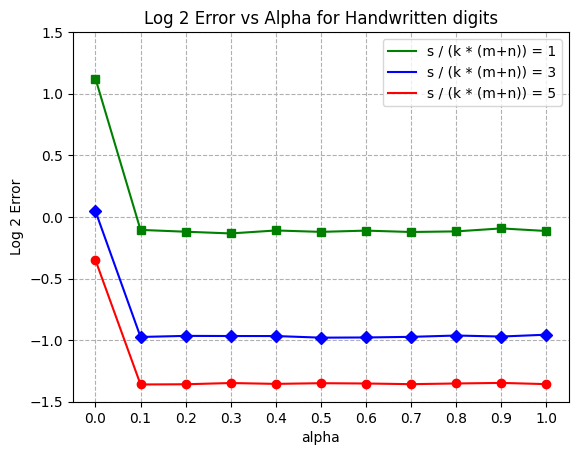 Log 2 Error vs Alpha for Handwritten digits
s / (k * (m+n)) = 1
s / (k * (m+n)) = 3
s / (k * (m+n)) = 5
Log 2 Error
1.5
1.0
0.5
0.0
−0.5
−1.0
−1.5
0.0 0.1 0.2 0.3 0.4 0.5 0.6 0.7 0.8 0.9 1.0
alpha